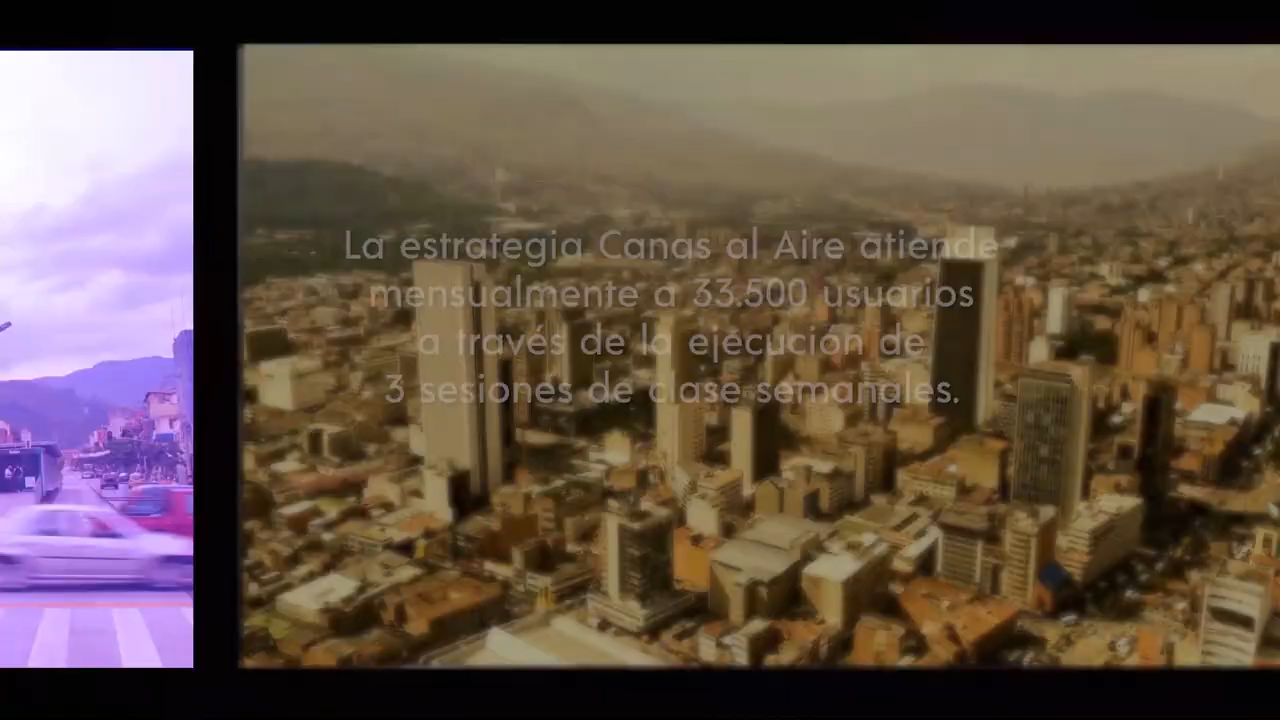 La estrategia Canas al Aire atiende
mensualmente a 33.500 usuarios
a través de la ejecución de
3 sesiones de clase semanales.